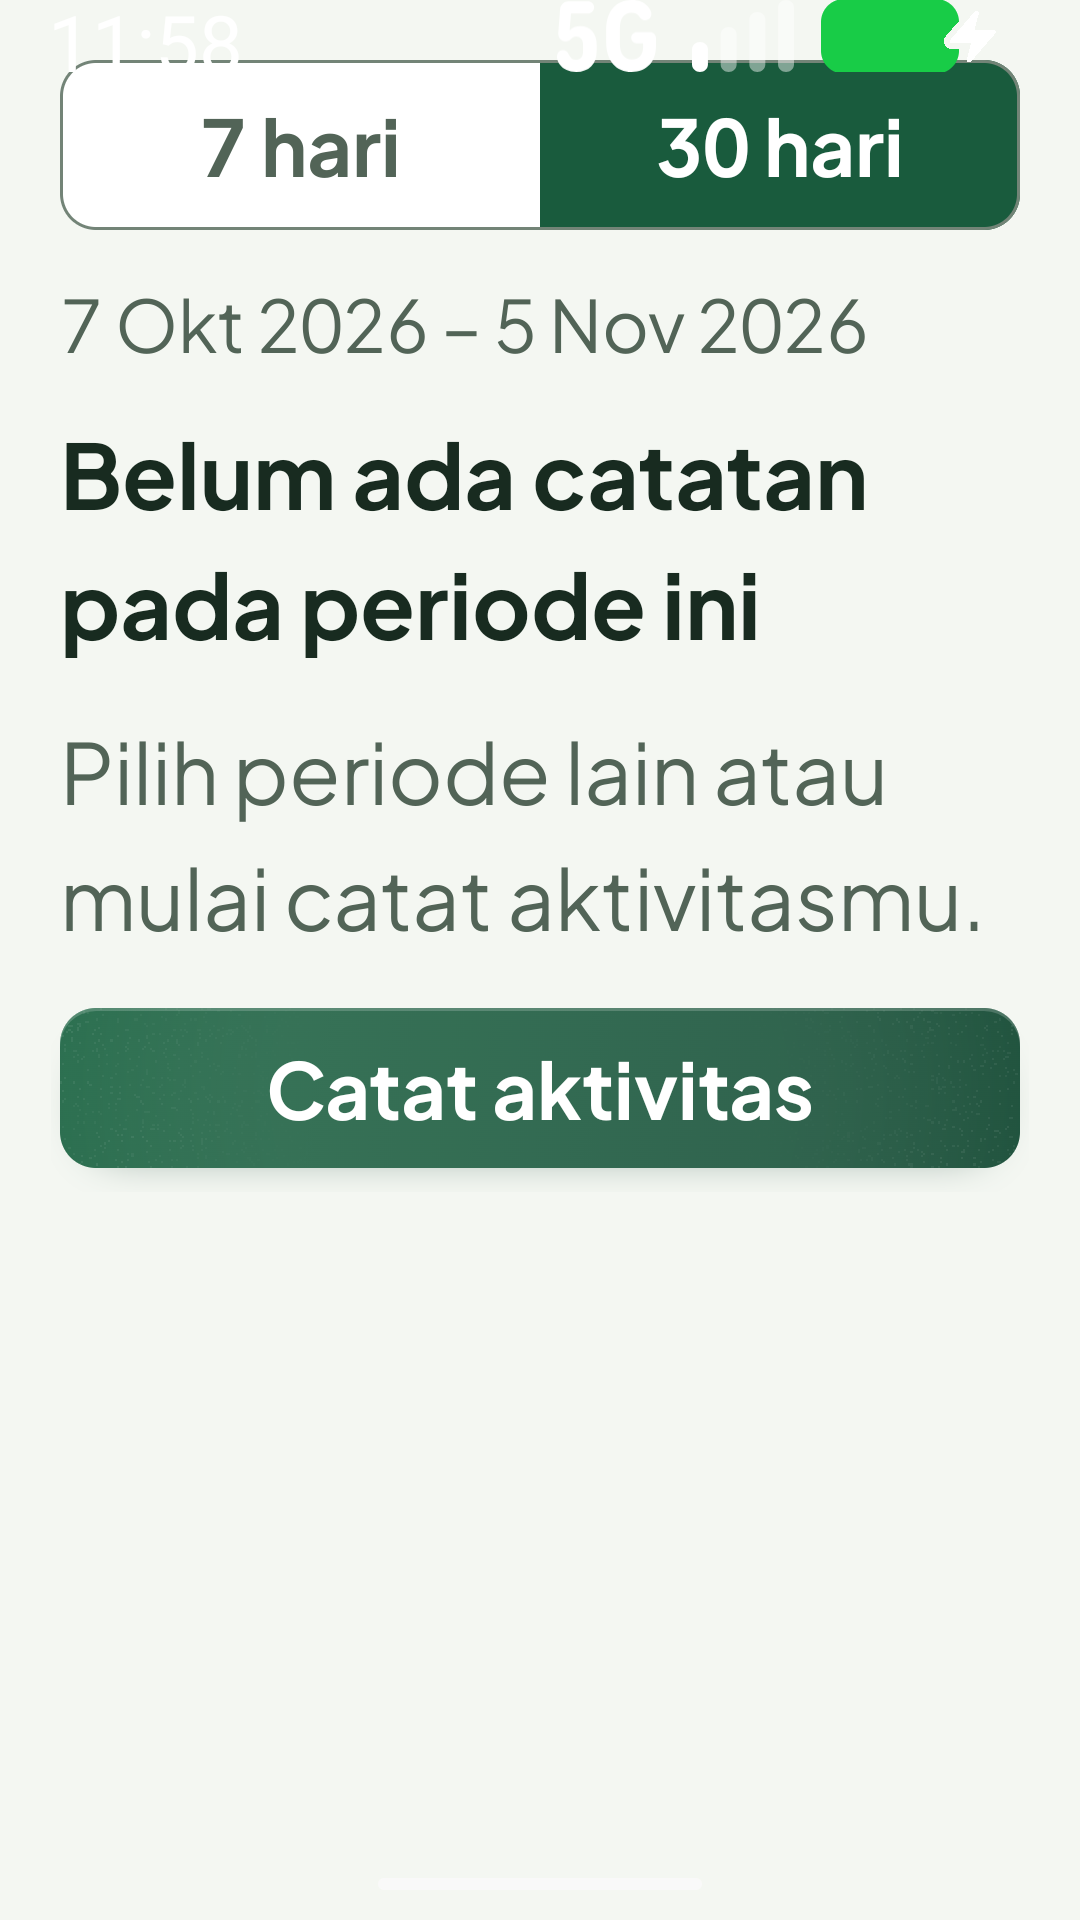 11:58
5G
7 hari
30 hari
7 Okt 2026 – 5 Nov 2026
Belum ada catatan
pada periode ini
Pilih periode lain atau
mulai catat aktivitasmu.
Catat aktivitas